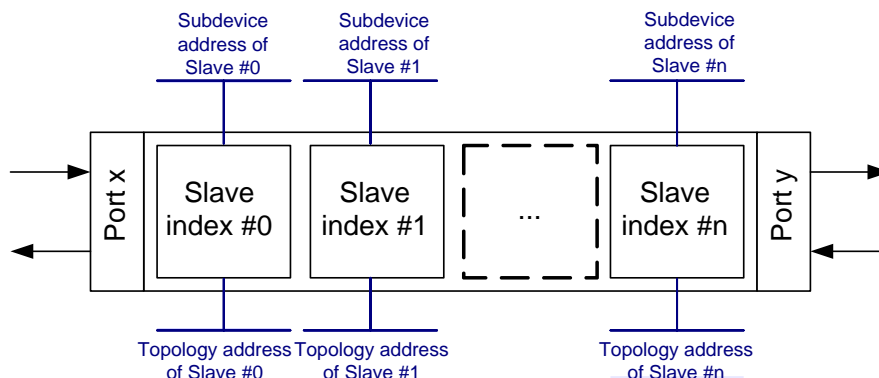 Subdevice
address of
Slave #0
Subdevice
address of
Slave #1
Subdevice
address of
Slave #n
Port x
Slave
index #0
Slave
index #1
...
Slave
index #n
Port y
Topology address
of Slave #0
Topology address
of Slave #1
Topology address
of Slave #n